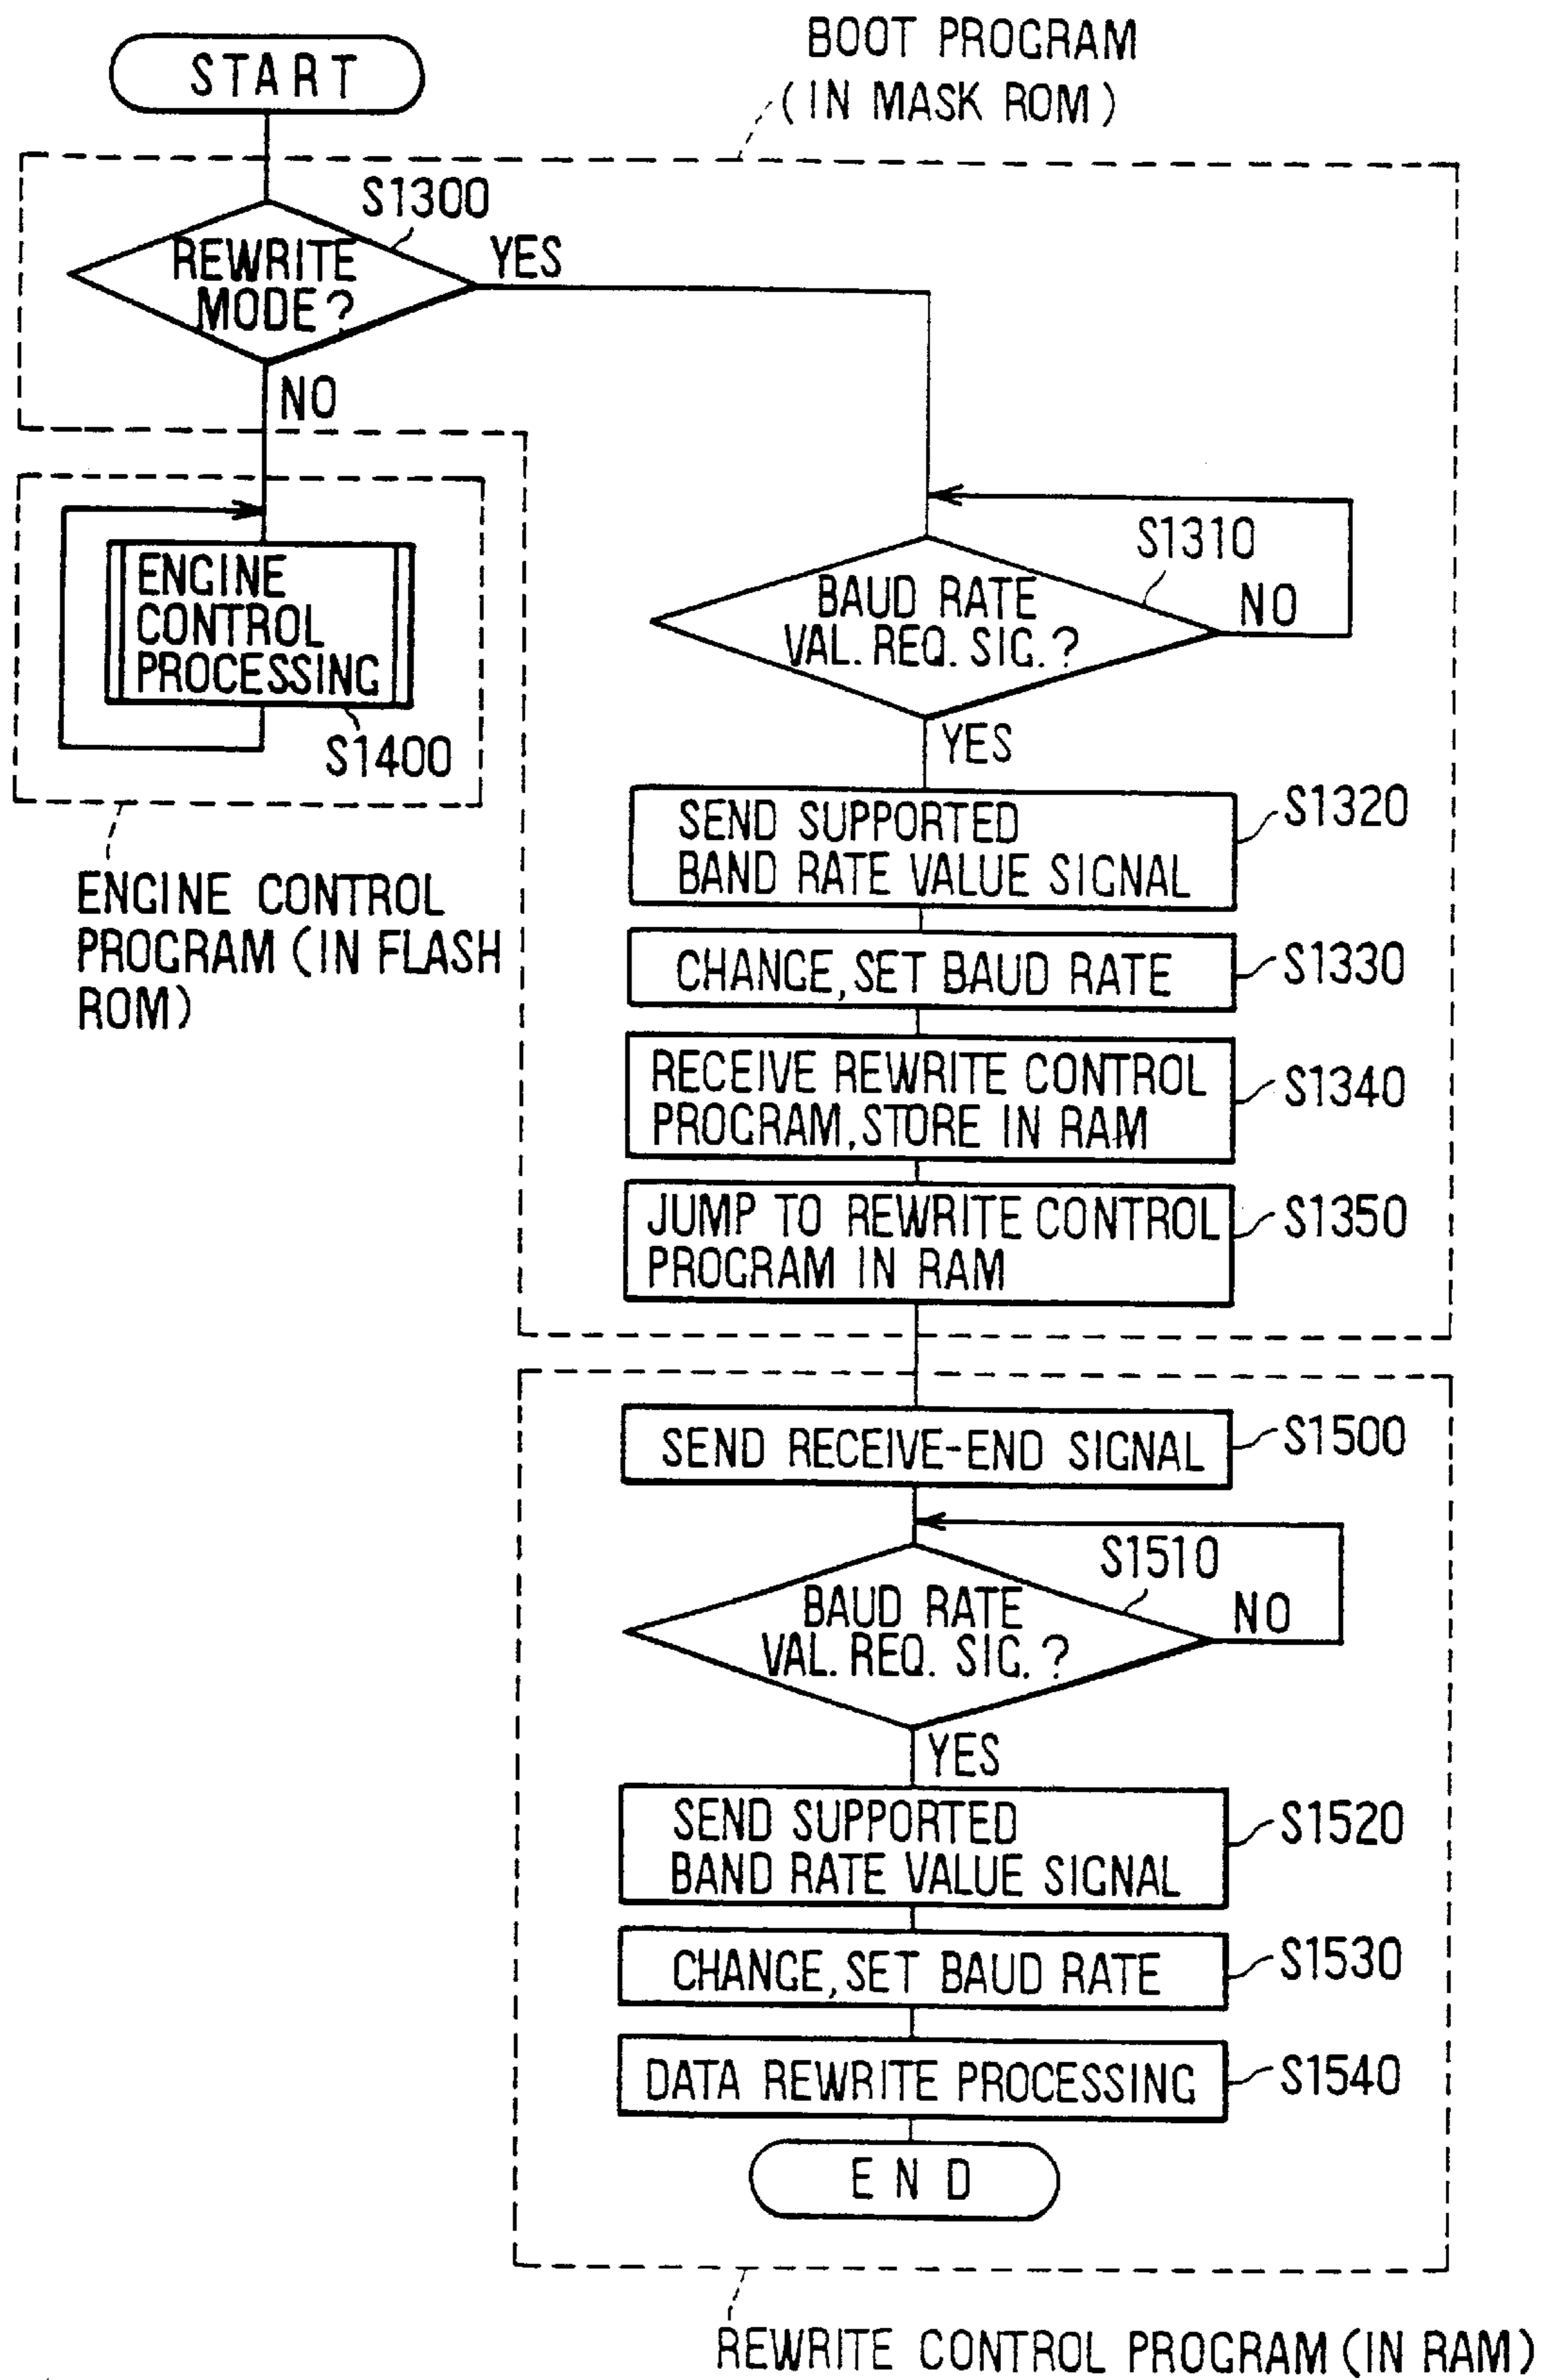 BOOT PROGRAM
(IN MASK ROM)
START
S1300
REWRITE
MODE?
YES
NO
ENGINE
CONTROL
PROCESSING
S1400
ENGINE CONTROL
PROGRAM (IN FLASH
ROM)
S1310
BAUD RATE
VAL. REQ. SIG.?
NO
YES
SEND SUPPORTED
BAND RATE VALUE SIGNAL
S1320
CHANGE, SET BAUD RATE
S1330
RECEIVE REWRITE CONTROL
PROGRAM, STORE IN RAM
S1340
JUMP TO REWRITE CONTROL
PROGRAM IN RAM
S1350
SEND RECEIVE-END SIGNAL
S1500
S1510
BAUD RATE
VAL. REQ. SIG.?
NO
YES
SEND SUPPORTED
BAND RATE VALUE SIGNAL
S1520
CHANGE, SET BAUD RATE
S1530
DATA REWRITE PROCESSING
S1540
END
REWRITE CONTROL PROGRAM (IN RAM)